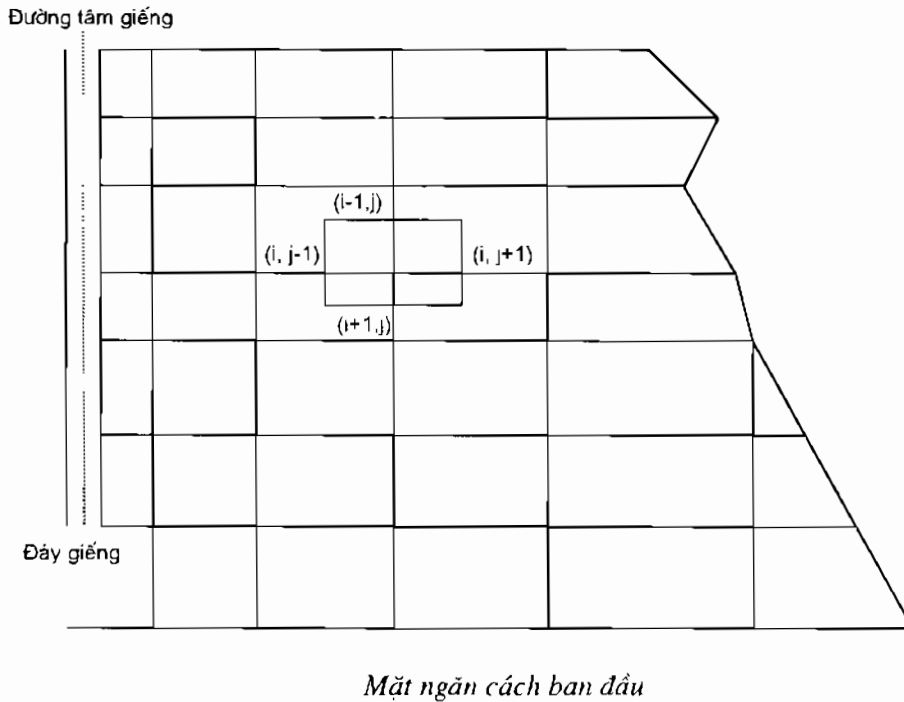 Đường tâm giếng
(i-1,j)
(i, j-1)
(i, j+1)
(i+1,j)
Đáy giếng
Mặt ngăn cách ban đầu